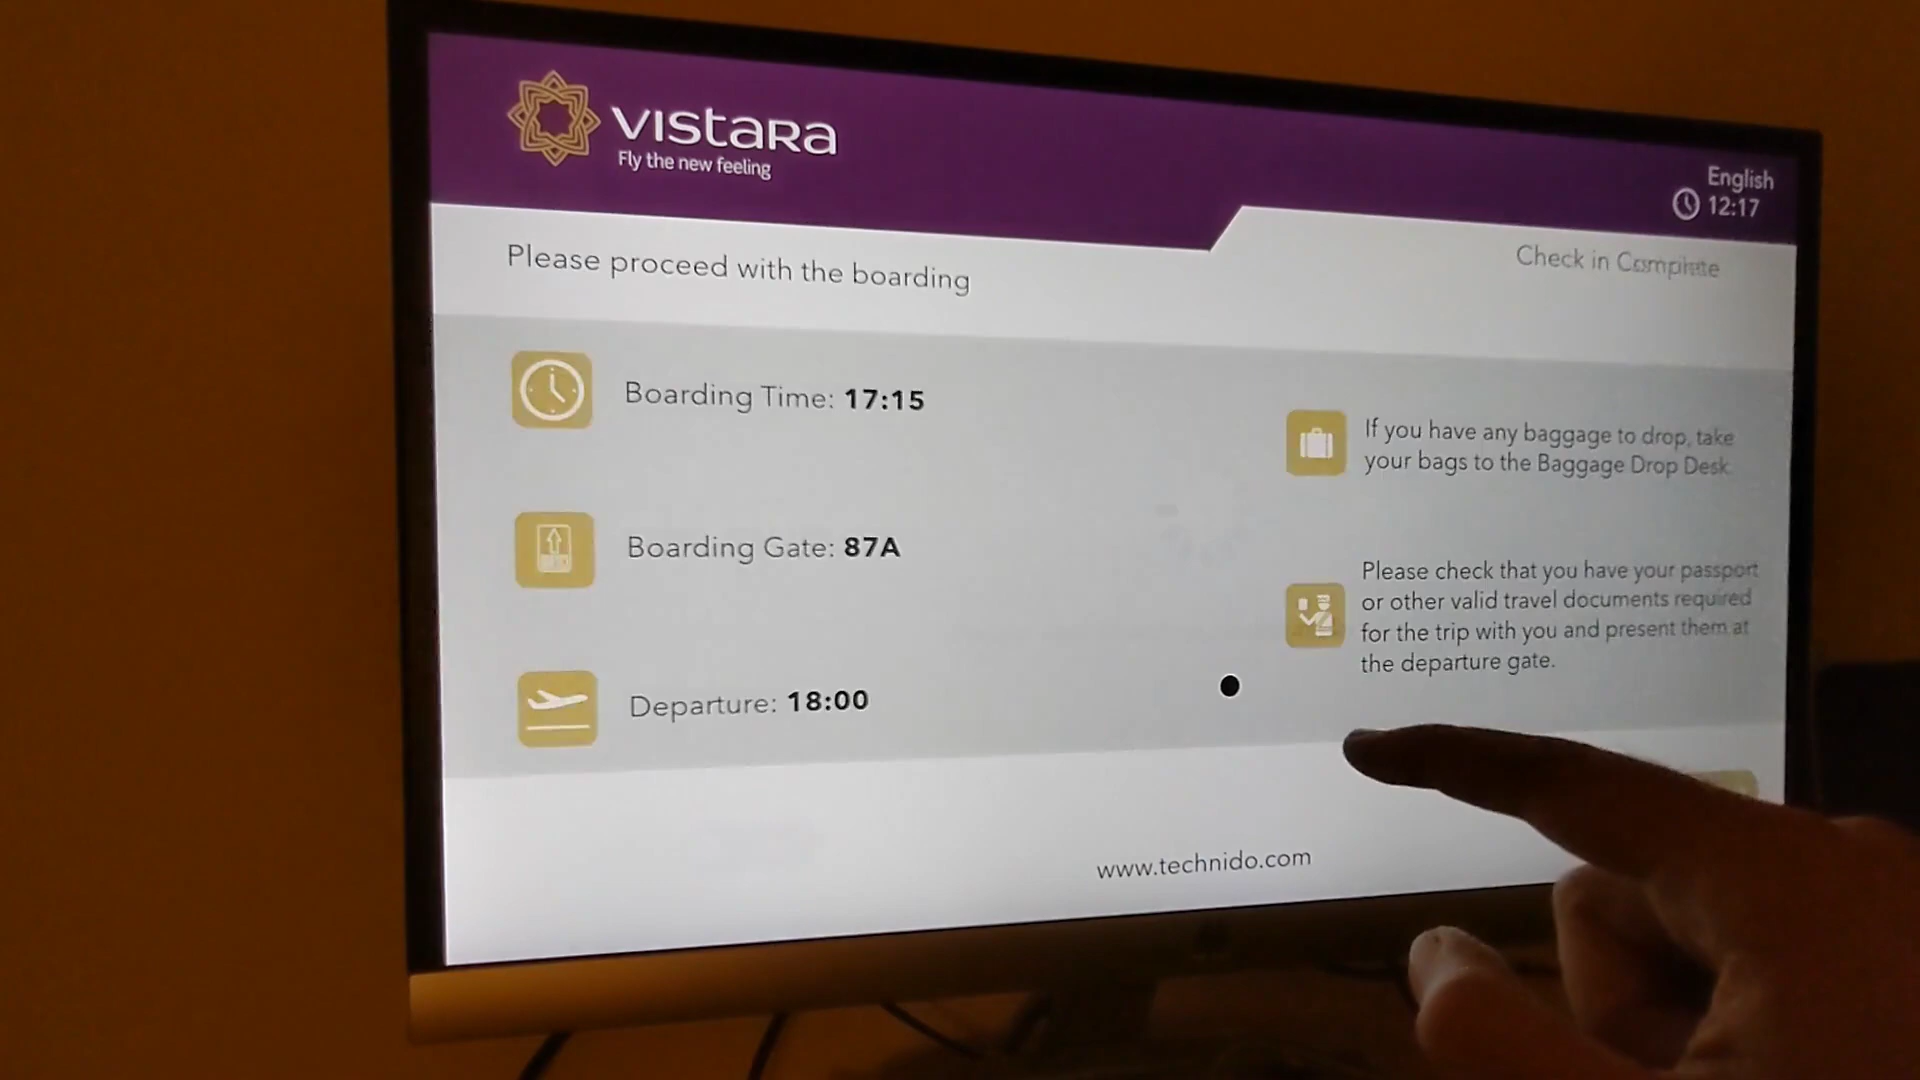 vistara
Fly the new feeling
English
12:17
Please proceed with the boarding
Check in Complete
Boarding Time: 17:15
If you have any baggage to drop, take
your bags to the Baggage Drop Desk
Boarding Gate: 87A
Please check that you have your passport
or other valid travel documents required
for the trip with you and present them at
the departure gate.
Departure: 18:00
www.technido.com